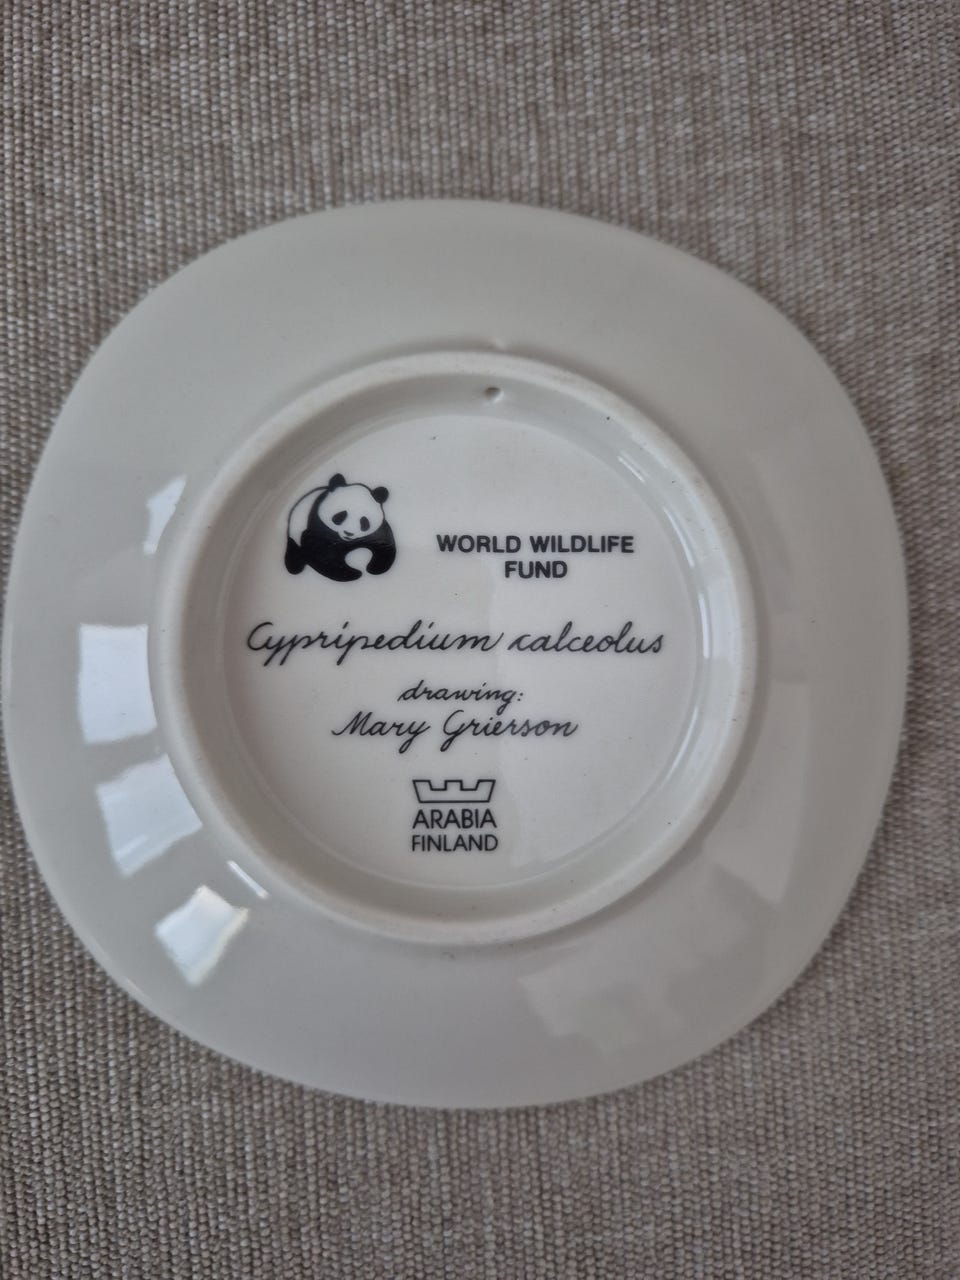 WORLD WILDLIFE
FUND
Cypripedium calceolus
drawing:
Mary Grierson
ARABIA
FINLAND